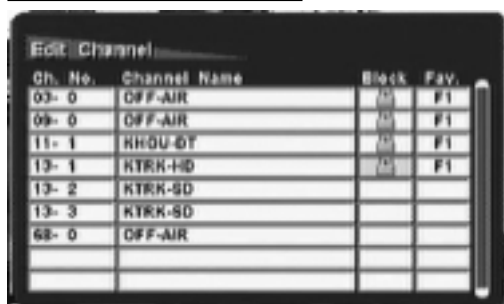 Edit Channel
Ch. No. Channel Name Block Fav.
03- 0 OFF-AIR F1
09- 0 OFF-AIR F1
11- 1 KHOU-DT F1
13- 1 KTRK-HD F1
13- 2 KTRK-SD
13- 3 KTRK-SD
68- 0 OFF-AIR